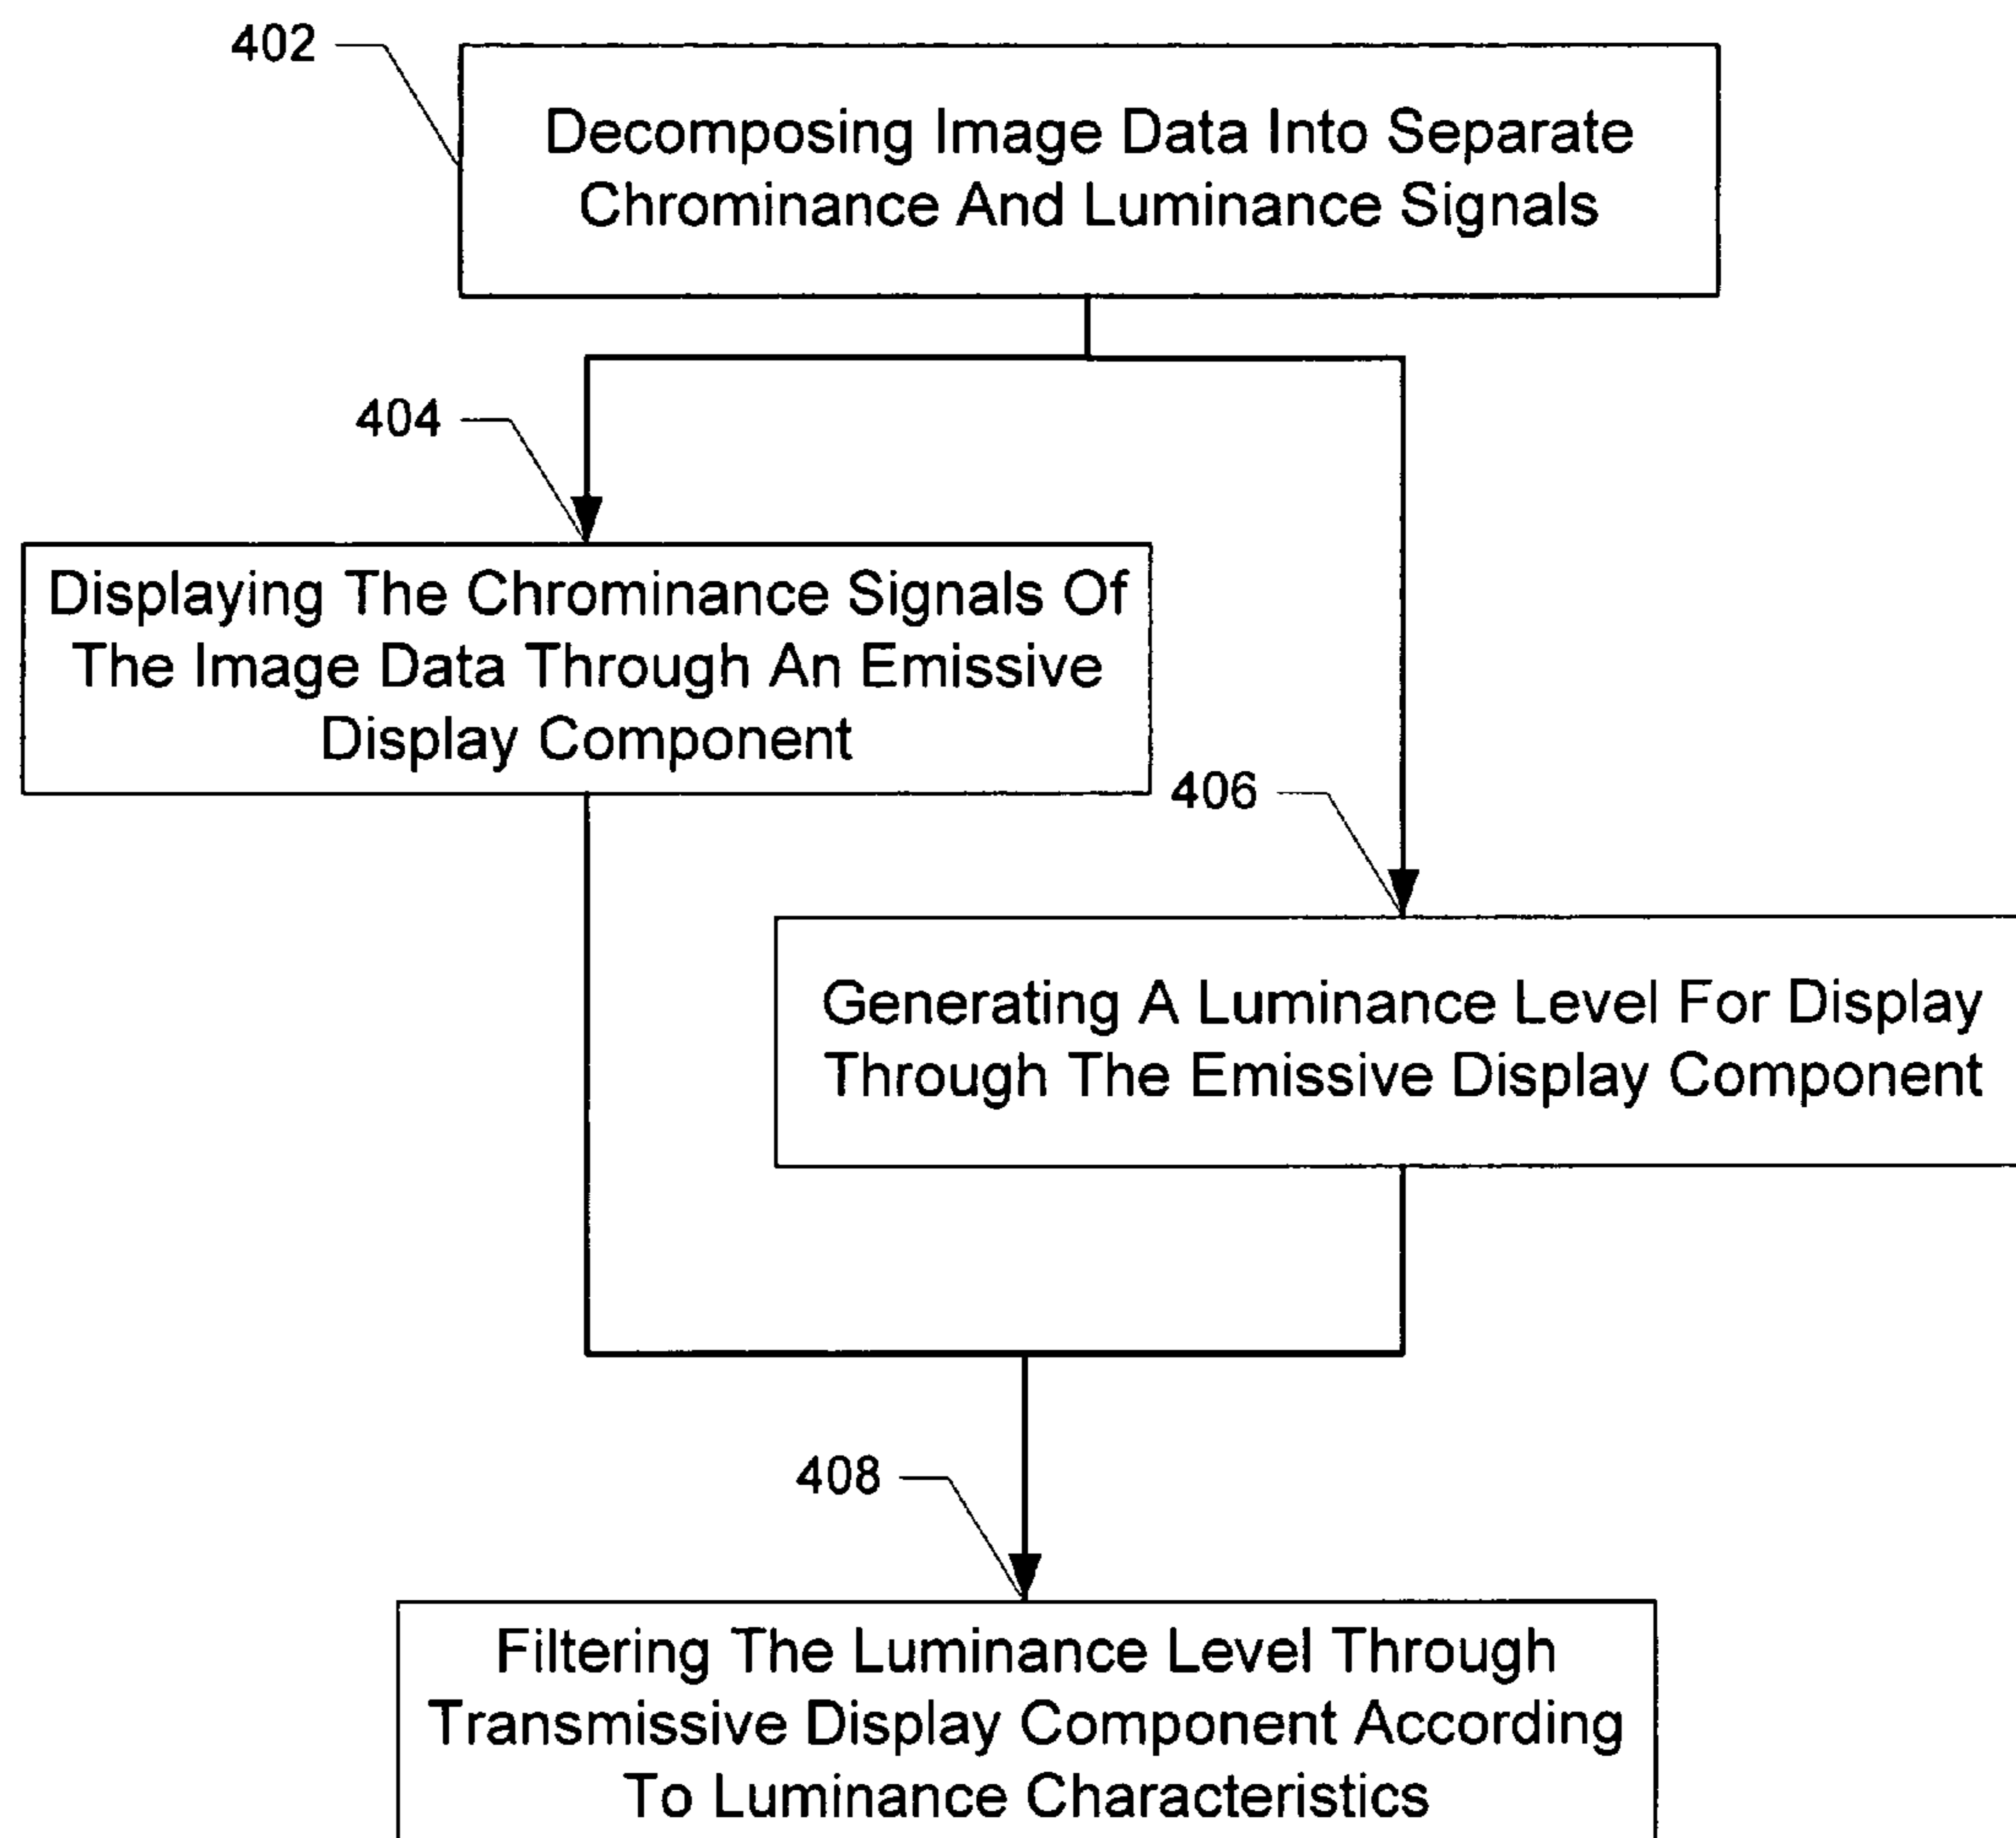 402
Decomposing Image Data Into Separate
Chrominance And Luminance Signals
404
Displaying The Chrominance Signals Of
The Image Data Through An Emissive
Display Component
406
Generating A Luminance Level For Display
Through The Emissive Display Component
408
Filtering The Luminance Level Through
Transmissive Display Component According
To Luminance Characteristics